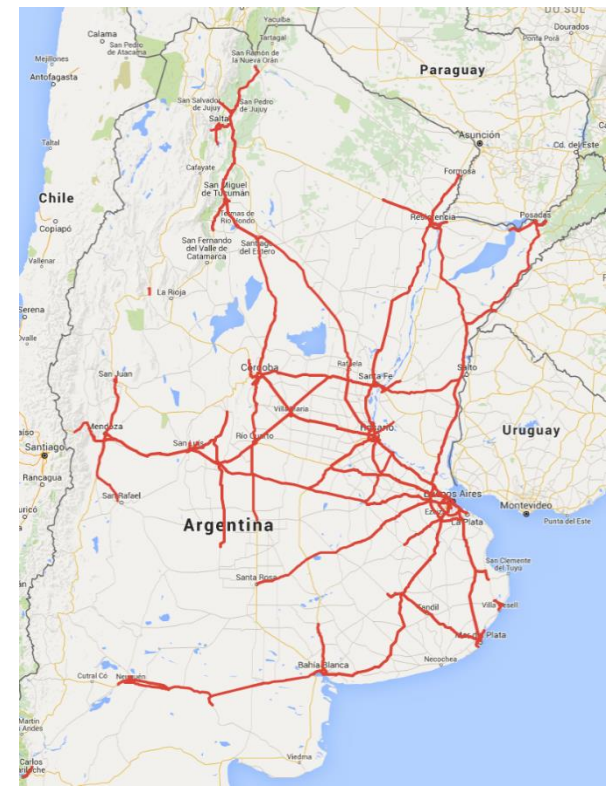 DO SUL
Yacuiba
Calama
Tartagal
Dourados
Ponta Porã
Mejillones
San Pedro
de Atacama
San Ramón de
la Nueva Orán
Antofagasta
Paraguay
San Salvador
de Jujuy
San Pedro
de Jujuy
Salta
Taltal
Asunción
Cd. del Este
Cafayate
Formosa
Chile
San Miguel
de Tucumán
Resistencia
Posadas
Copiapó
Termas de
Río Hondo
San Fernando
del Valle de
Catamarca
Santiago
del Estero
Vallenar
La Rioja
Serena
Ovalle
Rafaela
Salto
San Juan
Córdoba
Santa Fe
Villa María
Mendoza
Rosario
Uruguay
San Luis
Río Cuarto
Santiago
Rancagua
Buenos Aires
San Rafael
Montevideo
La Plata
Punta del Este
Argentina
San Clemente
del Tuyú
Santa Rosa
Tandil
Villa Gesell
Mar del Plata
Necochea
Bahía Blanca
Cutral Có
Neuquén
Martín
s Andes
Viedma
Carlos